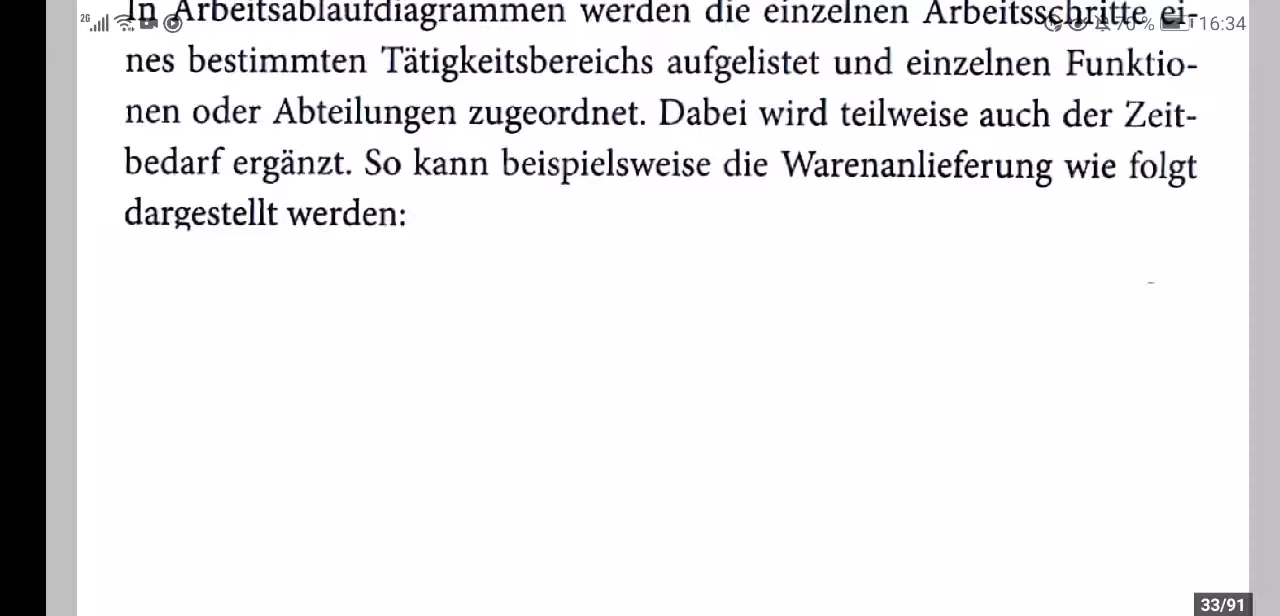 In Arbeitsablaufdiagrammen werden die einzelnen Arbeitsschritte ei-
2G 70 % 16:34
nes bestimmten Tätigkeitsbereichs aufgelistet und einzelnen Funktio-
nen oder Abteilungen zugeordnet. Dabei wird teilweise auch der Zeit-
bedarf ergänzt. So kann beispielsweise die Warenanlieferung wie folgt
dargestellt werden:
33/91